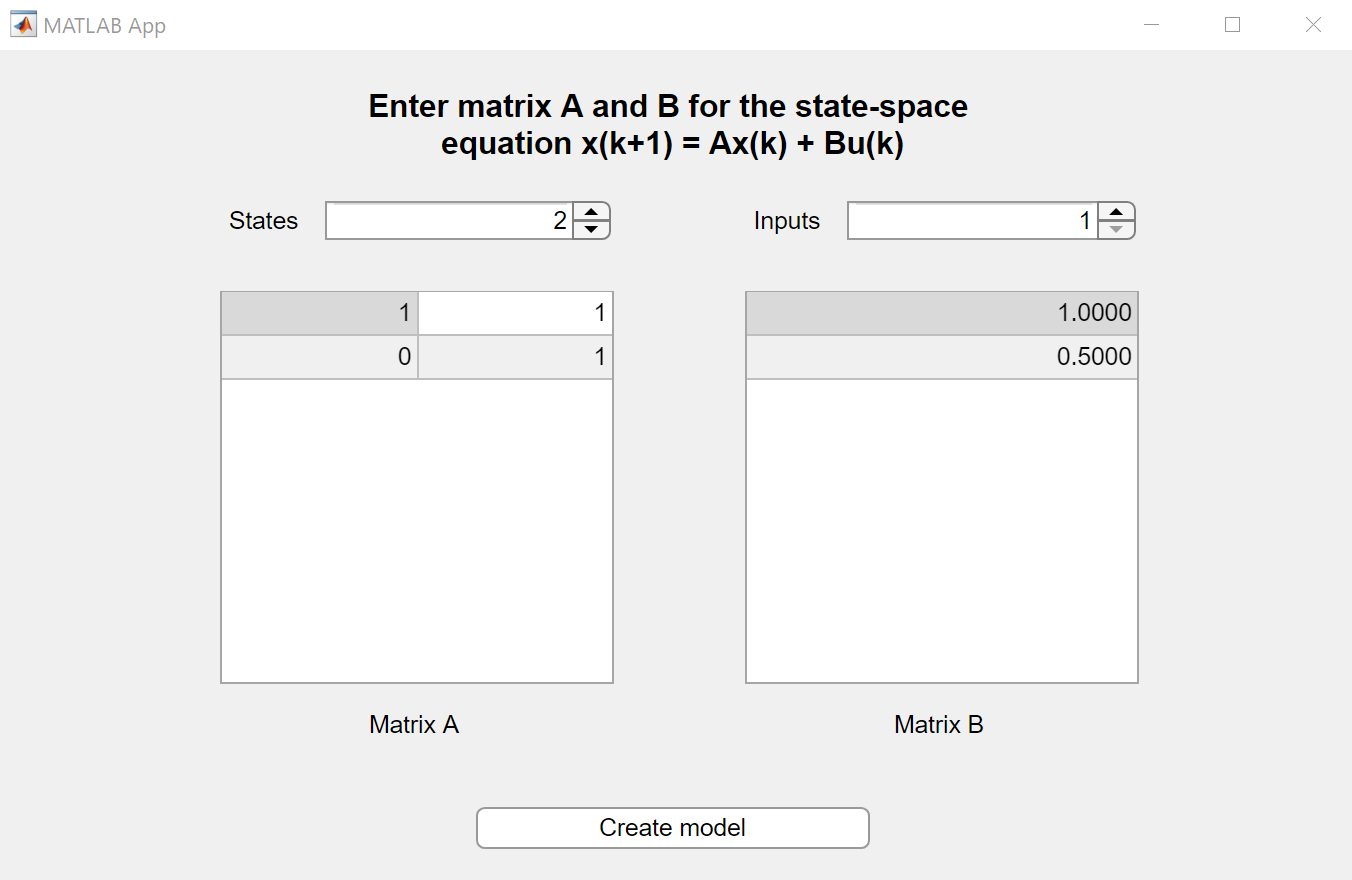 MATLAB App
Enter matrix A and B for the state-space
equation x(k+1) = Ax(k) + Bu(k)
States 2 Inputs 1
1 1 1.0000
0 1 0.5000
Matrix A Matrix B
Create model